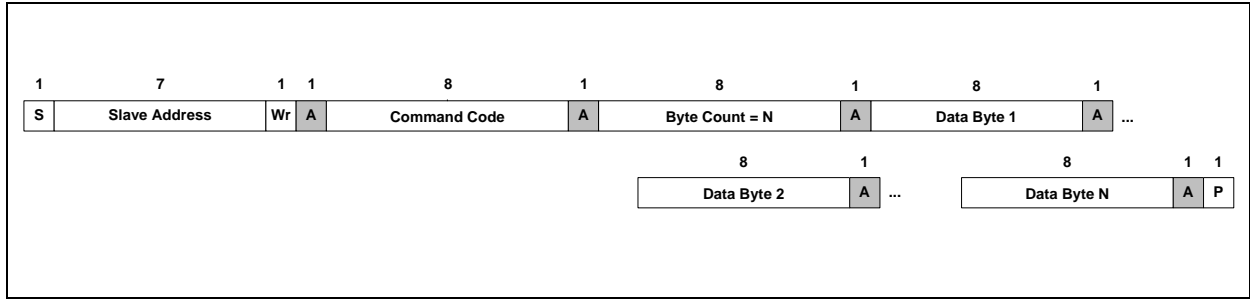 1 7 1 1 8 1 8 1 8 1
S Slave Address Wr A Command Code A Byte Count = N A Data Byte 1 A ...
8 1 8 1 1
Data Byte 2 A ... Data Byte N A P